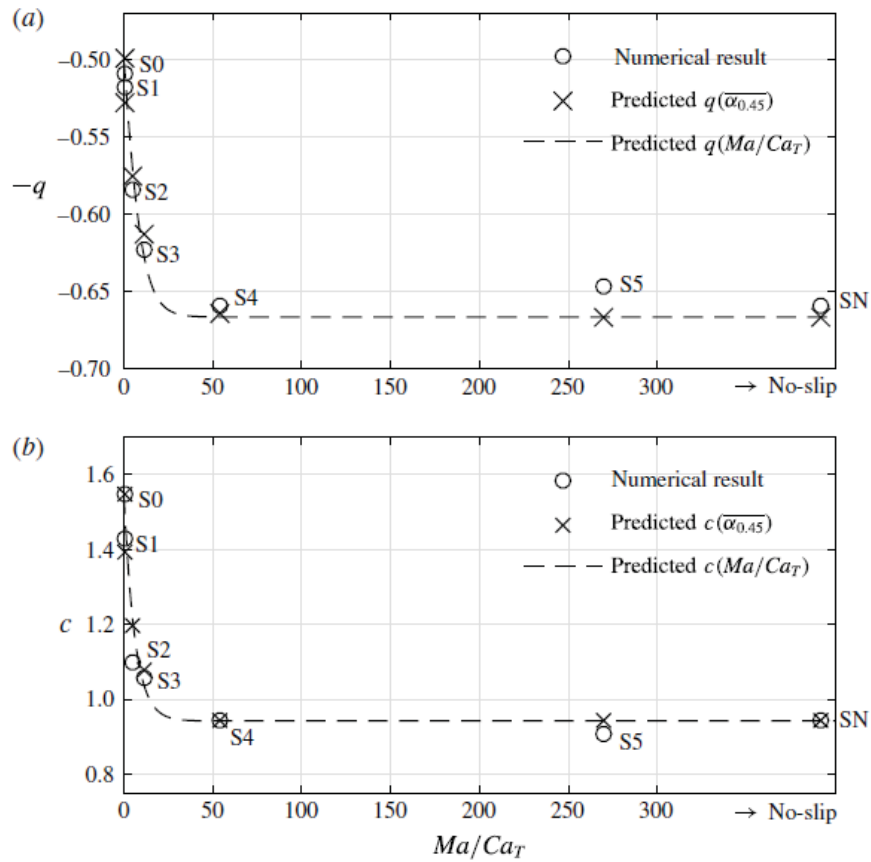 (a)
–0.50
–0.55
–0.60
–0.65
–0.70
–q
S0
S1
S2
S3
S4
S5
SN
Numerical result
Predicted q(α0.45)
Predicted q(Ma/CaT)
0 50 100 150 200 250 300 → No-slip
(b)
1.6
1.4
1.2
1.0
0.8
c
S0
S1
S2
S3
S4
S5
SN
Numerical result
Predicted c(α0.45)
Predicted c(Ma/CaT)
0 50 100 150 200 250 300 → No-slip
Ma/CaT